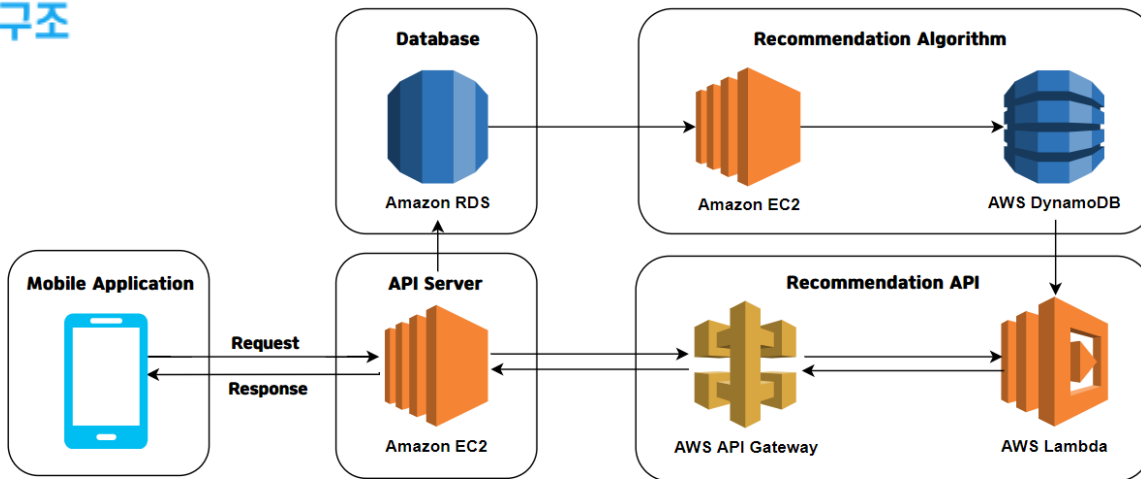 구조
Database
Amazon RDS
Recommendation Algorithm
Amazon EC2
AWS DynamoDB
Mobile Application
Request
Response
API Server
Amazon EC2
Recommendation API
AWS API Gateway
AWS Lambda